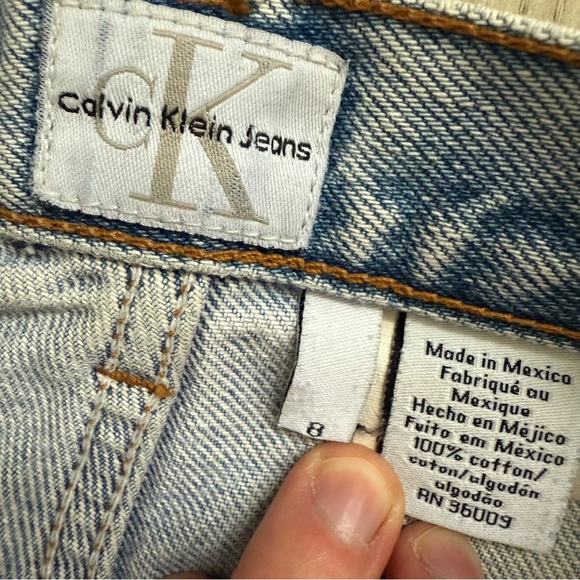 CK
Calvin Klein Jeans
8
Made in Mexico
Fabriqué au
Mexique
Hecho en Méjico
Fuito em México
100% cotton/
coton/algodón
algodão
RN 36009